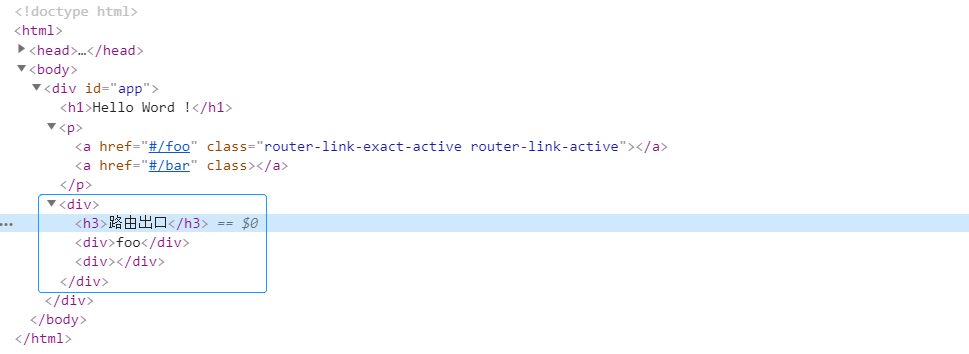 <!doctype html>
<html>
<head>…</head>
<body>
<div id="app">
<h1>Hello Word !</h1>
<p>
<a href="#/foo" class="router-link-exact-active router-link-active"></a>
<a href="#/bar" class></a>
</p>
<div>
<h3>路由出口</h3> == $0
<div>foo</div>
<div></div>
</div>
</div>
</body>
</html>